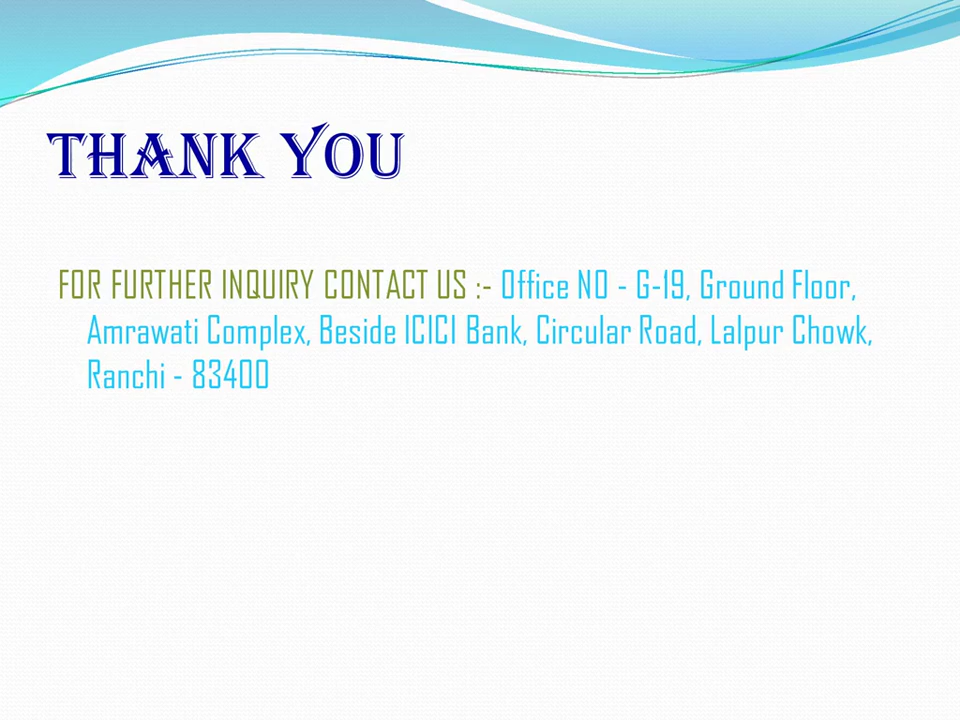 THANK YOU
FOR FURTHER INQUIRY CONTACT US :- Office NO - G-19, Ground Floor,
Amrawati Complex, Beside ICICI Bank, Circular Road, Lalpur Chowk,
Ranchi - 83400